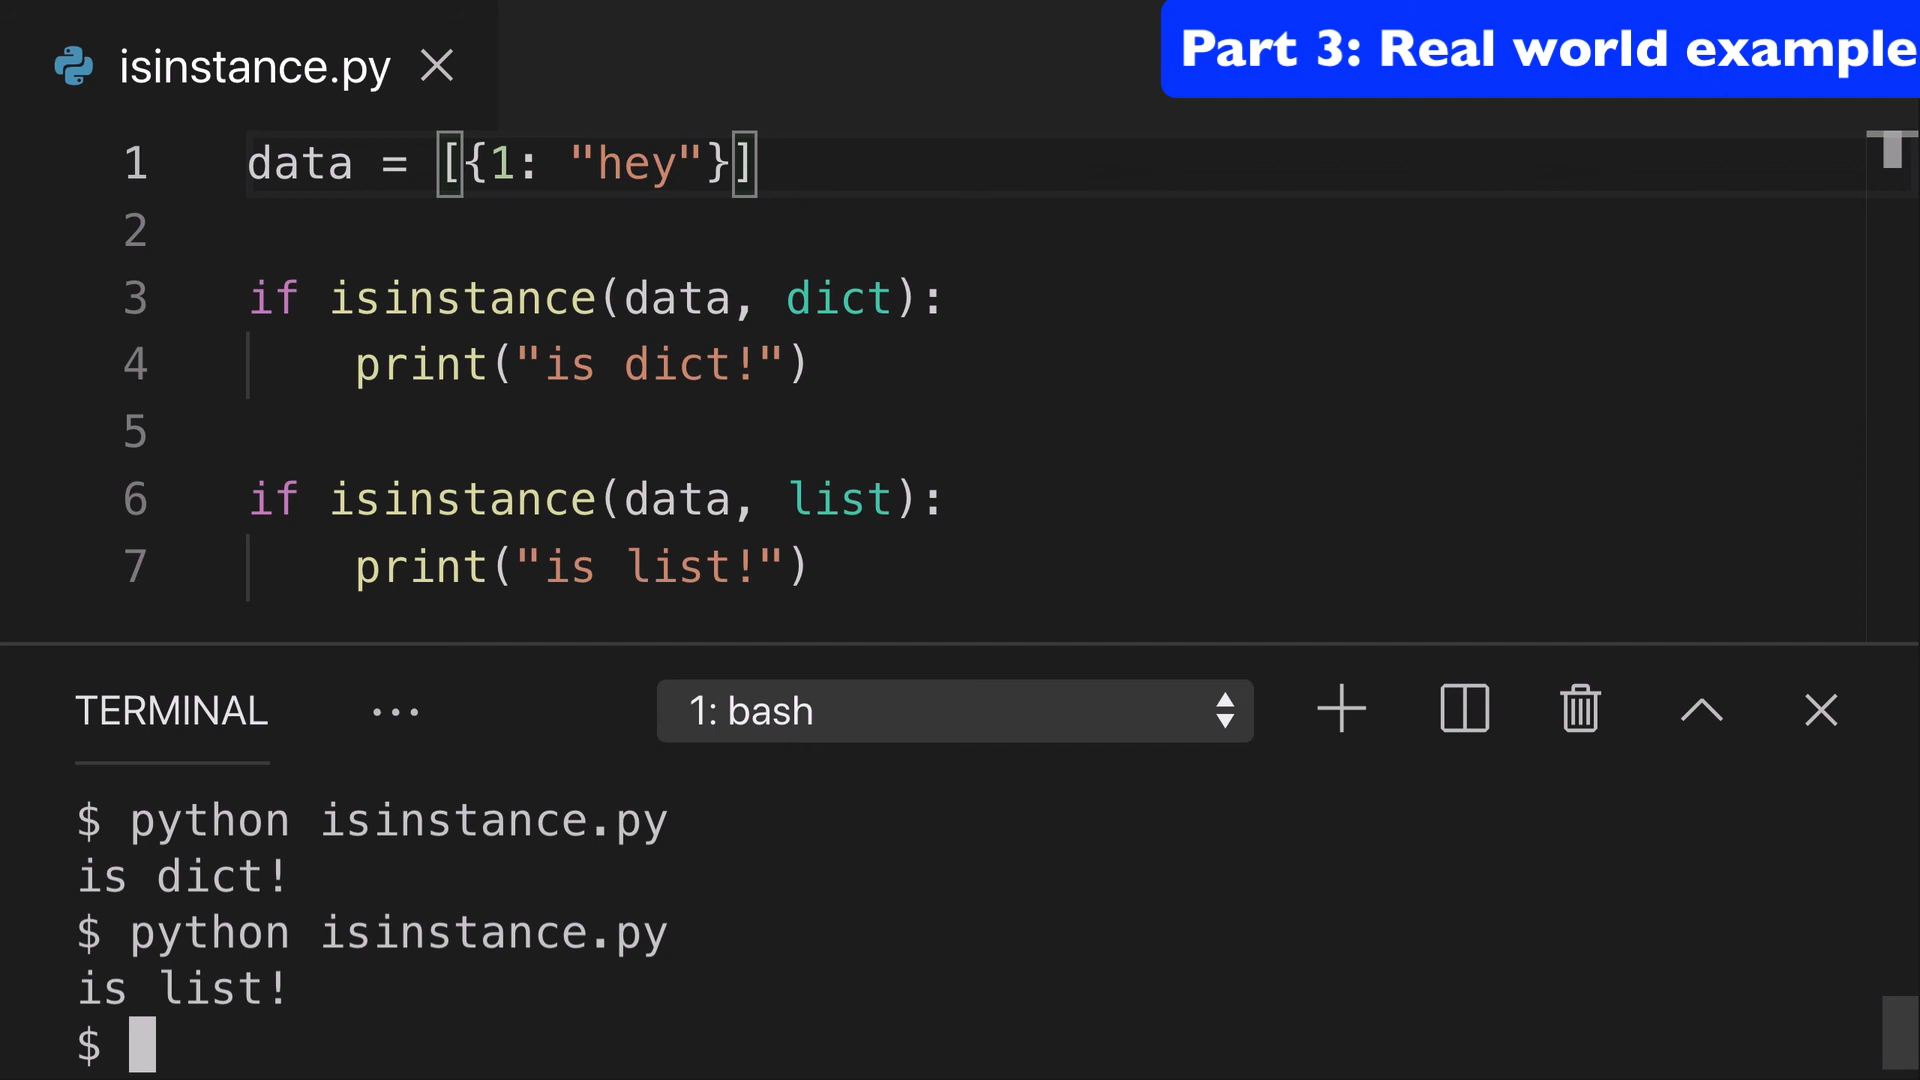 isinstance.py
Part 3: Real world example
1 data = [{1: "hey"}]
2
3 if isinstance(data, dict):
4     print("is dict!")
5
6 if isinstance(data, list):
7     print("is list!")
TERMINAL ··· 1: bash
$ python isinstance.py
is dict!
$ python isinstance.py
is list!
$